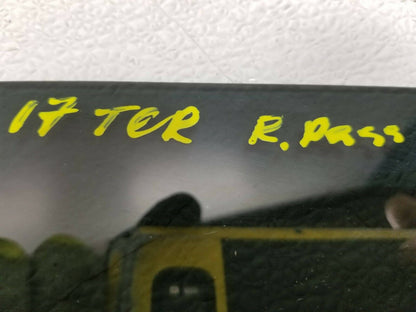 17 TER R. Pass